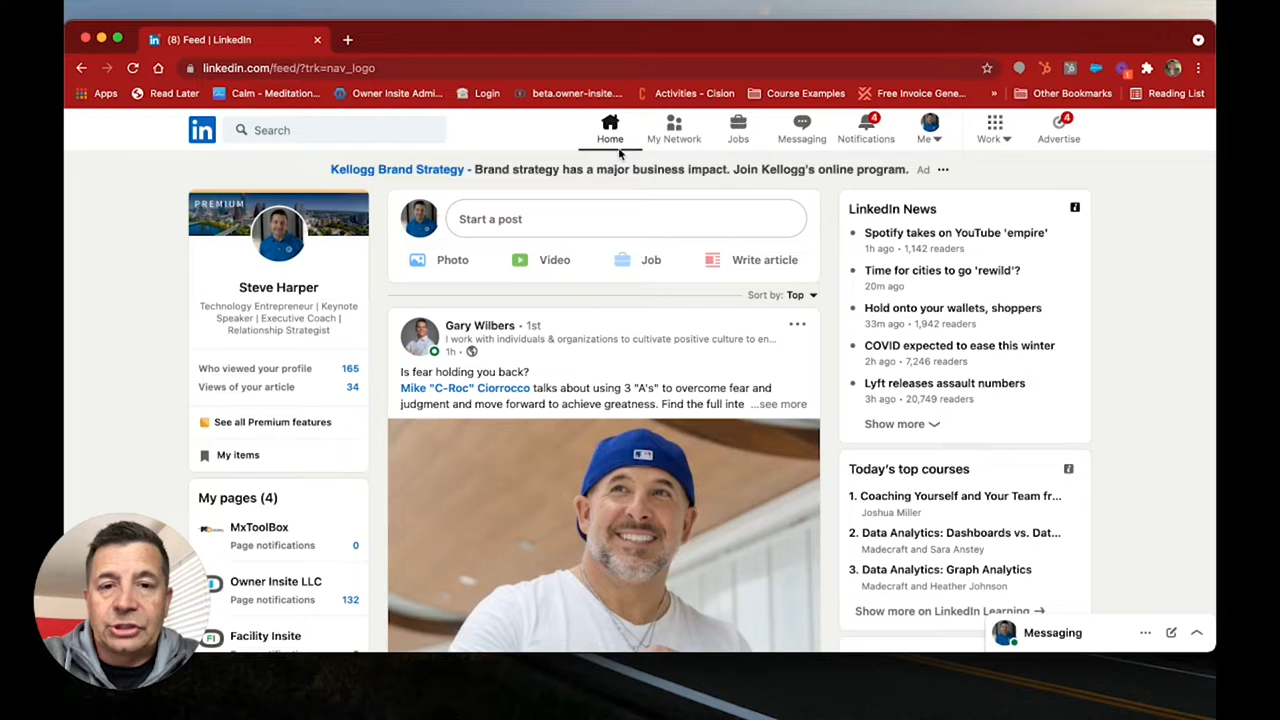 (8) Feed | LinkedIn
linkedin.com/feed/?trk=nav_logo
Apps Read Later Calm - Meditation... Owner Insite Admi... Login beta.owner-insite.... Activities - Cision Course Examples Free Invoice Gene... » Other Bookmarks Reading List
in Search
Home My Network Jobs Messaging 4 Notifications Me Work 4 Advertise
Kellogg Brand Strategy - Brand strategy has a major business impact. Join Kellogg's online program. Ad ...
PREMIUM
Steve Harper
Technology Entrepreneur | Keynote
Speaker | Executive Coach |
Relationship Strategist
Who viewed your profile 165
Views of your article 34
See all Premium features
My items
My pages (4)
MxToolBox
Page notifications 0
Owner Insite LLC
Page notifications 132
FI Facility Insite
Start a post
Photo Video Job Write article
Sort by: Top
Gary Wilbers • 1st
I work with individuals & organizations to cultivate positive culture to en...
1h •
Is fear holding you back?
Mike "C-Roc" Ciorrocco talks about using 3 "A's" to overcome fear and
judgment and move forward to achieve greatness. Find the full inte ...see more
LinkedIn News
Spotify takes on YouTube 'empire'
1h ago • 1,142 readers
Time for cities to go 'rewild'?
20m ago
Hold onto your wallets, shoppers
33m ago • 1,942 readers
COVID expected to ease this winter
2h ago • 7,246 readers
Lyft releases assault numbers
3h ago • 20,749 readers
Show more
Today's top courses
1. Coaching Yourself and Your Team fr...
Joshua Miller
2. Data Analytics: Dashboards vs. Dat...
Madecraft and Sara Anstey
3. Data Analytics: Graph Analytics
Madecraft and Heather Johnson
Show more on LinkedIn Learning →
Messaging